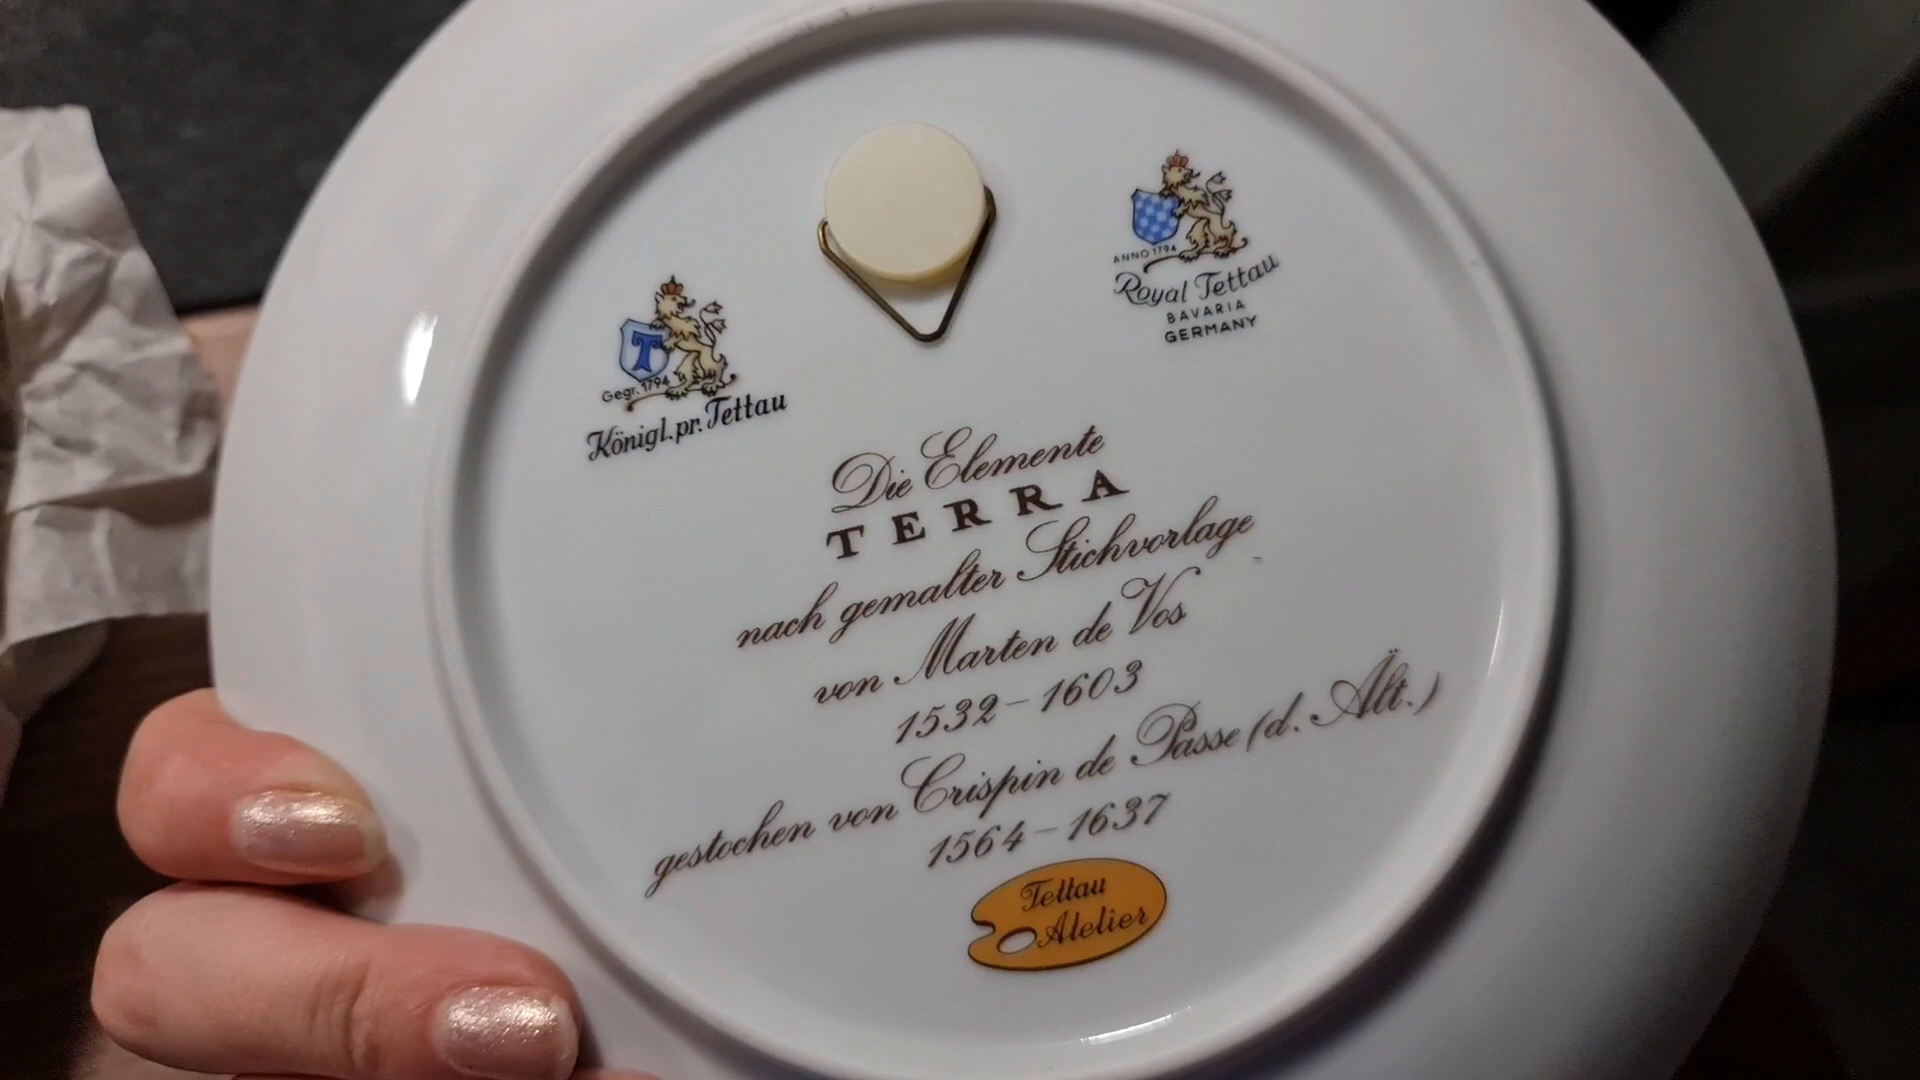 T
Gegr. 1794
Königl. pr. Tettau
ANNO 1794
Royal Tettau
BAVARIA
GERMANY
Die Elemente
TERRA
nach gemalter Stichvorlage
von Marten de Vos
1532 – 1603
gestochen von Crispin de Passe (d. Ält.)
1564 – 1637
Tettau
Atelier